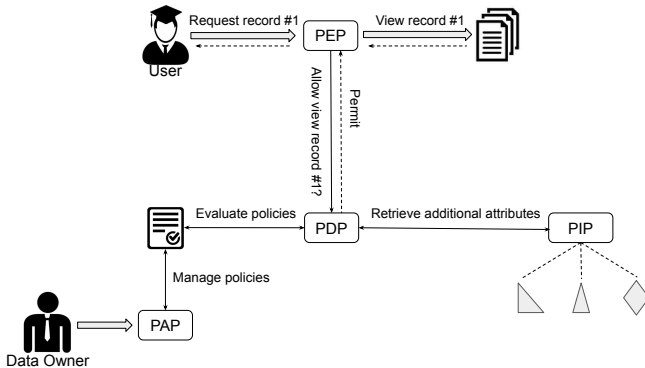 Request record #1
View record #1
PEP
User
Allow view record #1?
Permit
Evaluate policies
PDP
Retrieve additional attributes
PIP
Manage policies
PAP
Data Owner